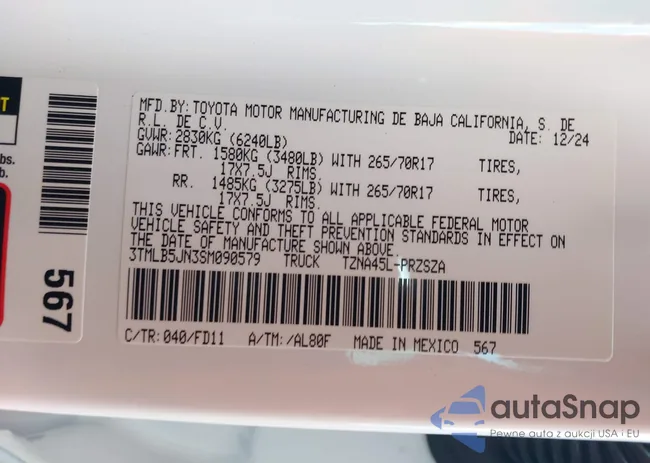 MFD.BY: TOYOTA MOTOR MANUFACTURING DE BAJA CALIFORNIA, S. DE
R.L. DE C.V. DATE: 12/24
GVWR: 2830KG (6240LB)
GAWR: FRT. 1580KG (3480LB) WITH 265/70R17 TIRES,
17X7.5J RIMS.
RR. 1485KG (3275LB) WITH 265/70R17 TIRES,
17X7.5J RIMS.
THIS VEHICLE CONFORMS TO ALL APPLICABLE FEDERAL MOTOR
VEHICLE SAFETY AND THEFT PREVENTION STANDARDS IN EFFECT ON
THE DATE OF MANUFACTURE SHOWN ABOVE.
3TMLB5JN3SM090579 TRUCK TZNA45L-PRZSZA
C/TR: 040/FD11 A/TM: /AL80F MADE IN MEXICO 567
567
bs.
b.
autaSnap
Pewne auta z aukcji USA i EU